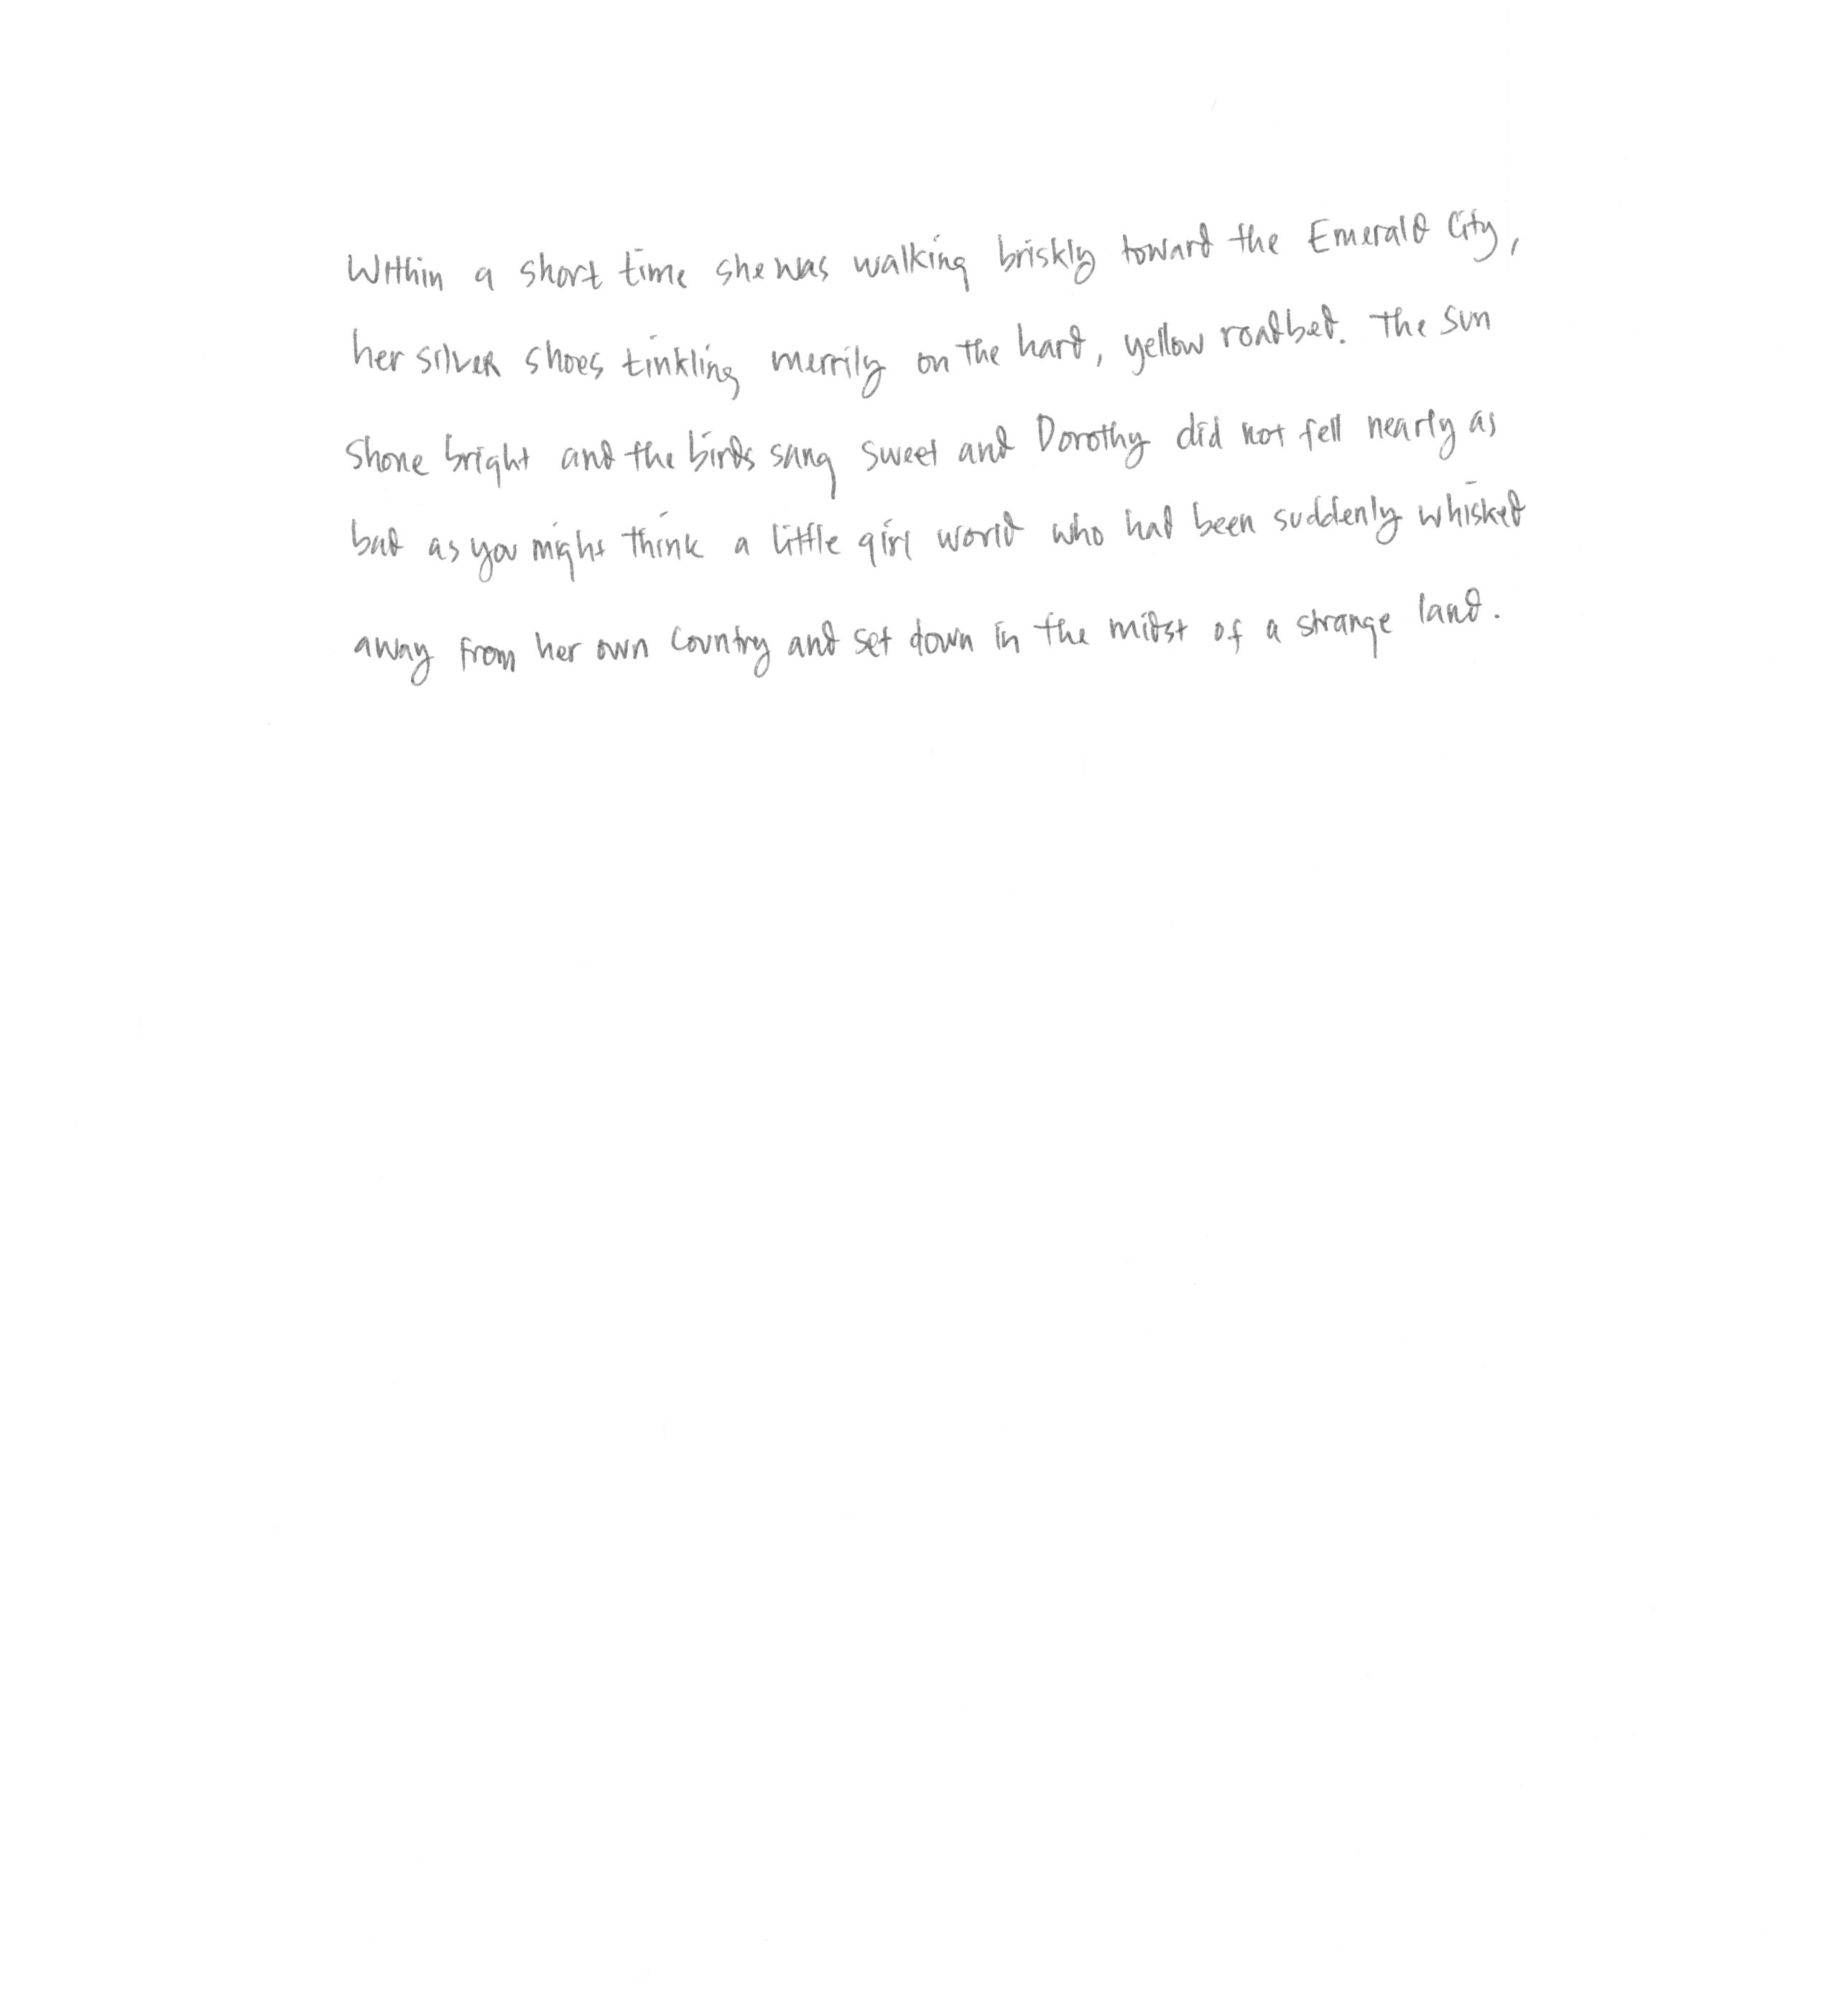 Within a short time she was walking briskly toward the Emerald City,
her silver shoes tinkling merrily on the hard, yellow roadbed. The sun
shone bright and the birds sang sweet and Dorothy did not fell nearly as
bad as you might think a little girl world who had been suddenly whisked
away from her own country and set down in the midst of a strange land.